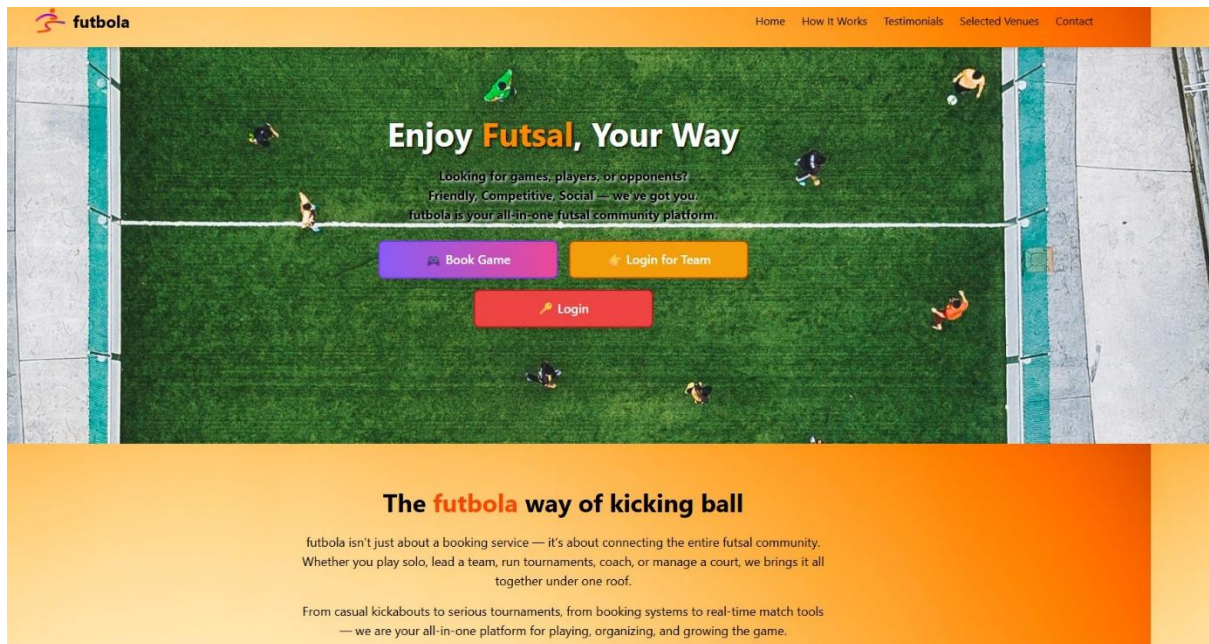 futbola
Home How It Works Testimonials Selected Venues Contact
Enjoy Futsal, Your Way
Looking for games, players, or opponents?
Friendly, Competitive, Social — we've got you.
futbola is your all-in-one futsal community platform.
Book Game
Login for Team
Login
The futbola way of kicking ball
futbola isn't just about a booking service — it's about connecting the entire futsal community.
Whether you play solo, lead a team, run tournaments, coach, or manage a court, we brings it all
together under one roof.
From casual kickabouts to serious tournaments, from booking systems to real-time match tools
— we are your all-in-one platform for playing, organizing, and growing the game.